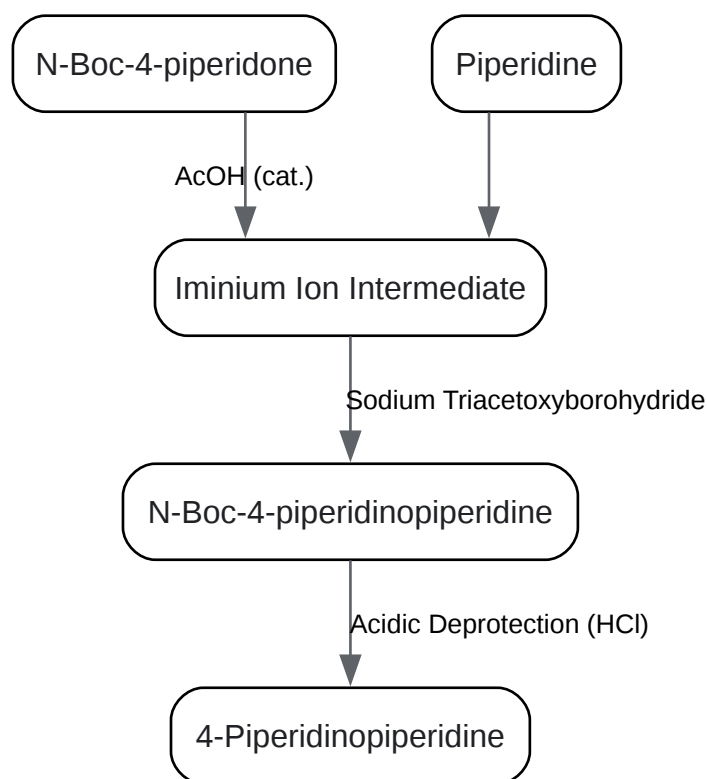 N-Boc-4-piperidone
Piperidine
AcOH (cat.)
Iminium Ion Intermediate
Sodium Triacetoxyborohydride
N-Boc-4-piperidinopiperidine
Acidic Deprotection (HCl)
4-Piperidinopiperidine